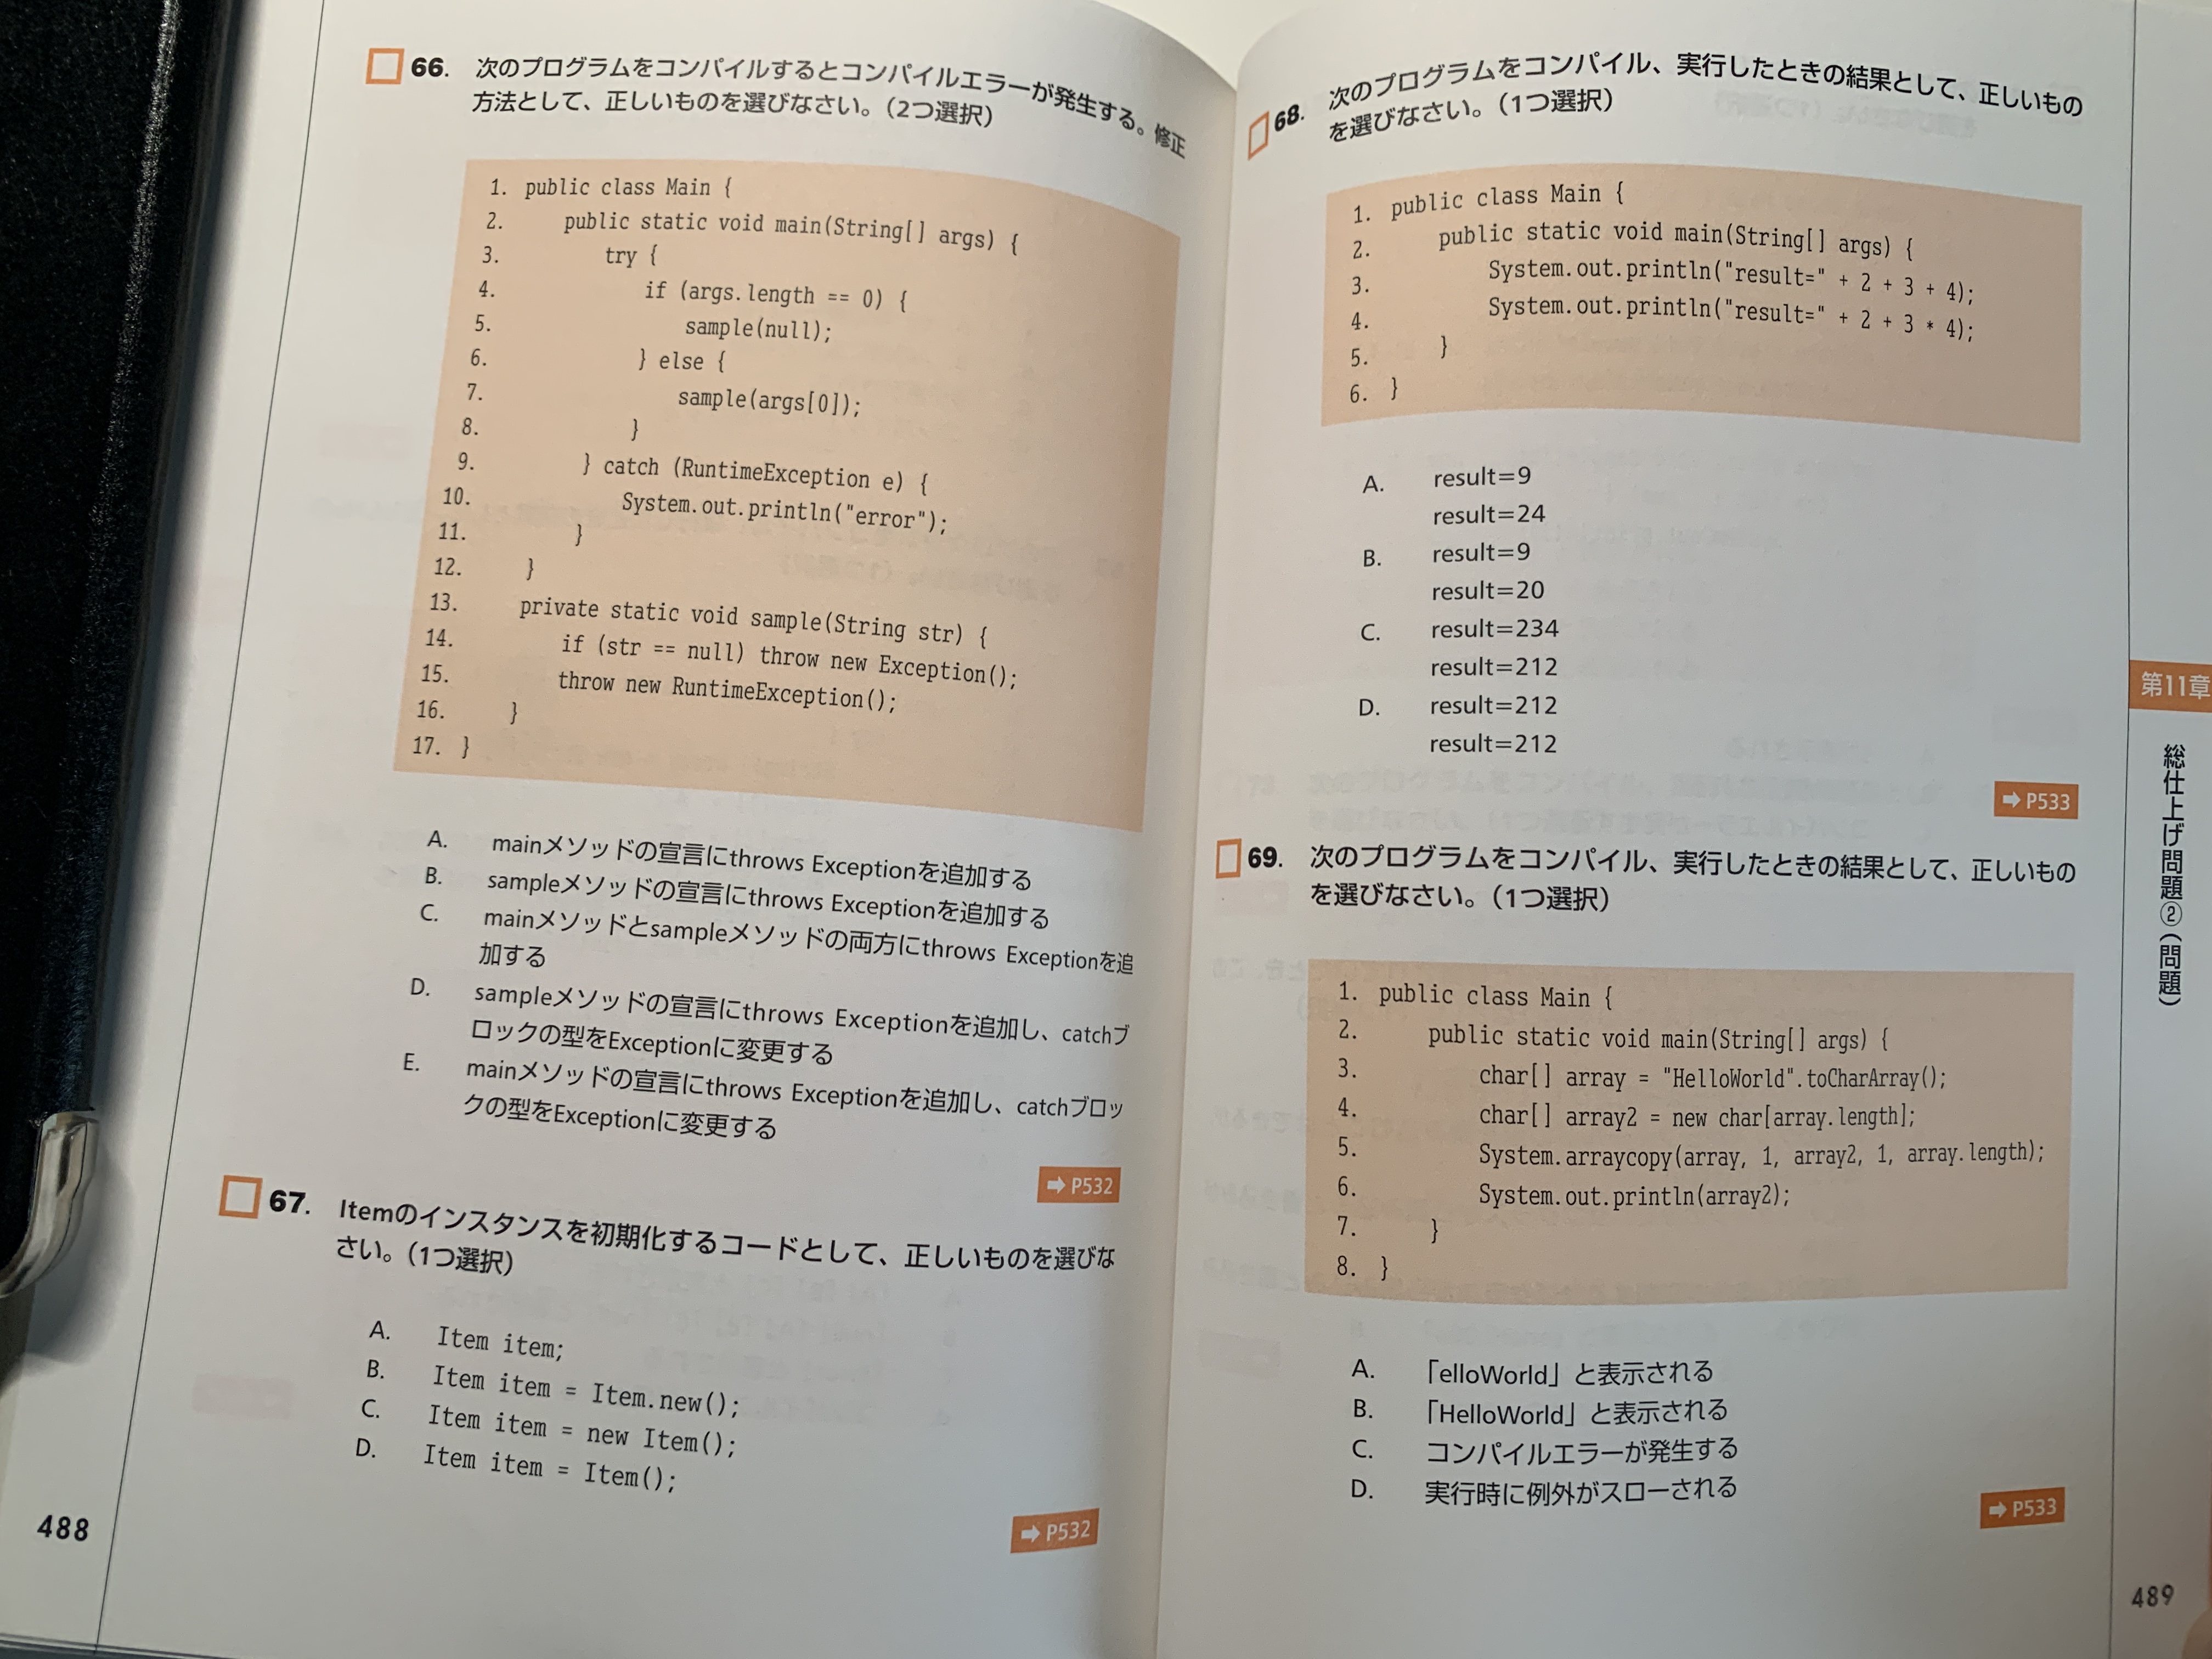 66. 次のプログラムをコンパイルするとコンパイルエラーが発生する。修正
方法として、正しいものを選びなさい。（2つ選択）
1. public class Main {
2. public static void main(String[] args) {
3. try {
4. if (args.length == 0) {
5. sample(null);
6. } else {
7. sample(args[0]);
8. }
9. } catch (RuntimeException e) {
10. System.out.println("error");
11. }
12. }
13. private static void sample(String str) {
14. if (str == null) throw new Exception();
15. throw new RuntimeException();
16. }
17. }
A. mainメソッドの宣言にthrows Exceptionを追加する
B. sampleメソッドの宣言にthrows Exceptionを追加する
C. mainメソッドとsampleメソッドの両方にthrows Exceptionを追
加する
D. sampleメソッドの宣言にthrows Exceptionを追加し、catchブ
ロックの型をExceptionに変更する
E. mainメソッドの宣言にthrows Exceptionを追加し、catchブロッ
クの型をExceptionに変更する
➡ P532
67. Itemのインスタンスを初期化するコードとして、正しいものを選びな
さい。（1つ選択）
A. Item item;
B. Item item = Item.new();
C. Item item = new Item();
D. Item item = Item();
➡ P532
488
68. 次のプログラムをコンパイル、実行したときの結果として、正しいもの
を選びなさい。（1つ選択）
1. public class Main {
2. public static void main(String[] args) {
3. System.out.println("result=" + 2 + 3 + 4);
4. System.out.println("result=" + 2 + 3 * 4);
5. }
6. }
A. result=9
result=24
B. result=9
result=20
C. result=234
result=212
D. result=212
result=212
➡ P533
69. 次のプログラムをコンパイル、実行したときの結果として、正しいもの
を選びなさい。（1つ選択）
1. public class Main {
2. public static void main(String[] args) {
3. char[] array = "HelloWorld".toCharArray();
4. char[] array2 = new char[array.length];
5. System.arraycopy(array, 1, array2, 1, array.length);
6. System.out.println(array2);
7. }
8. }
A. 「elloWorld」と表示される
B. 「HelloWorld」と表示される
C. コンパイルエラーが発生する
D. 実行時に例外がスローされる
➡ P533
第11章
総仕上げ問題②（問題）
489